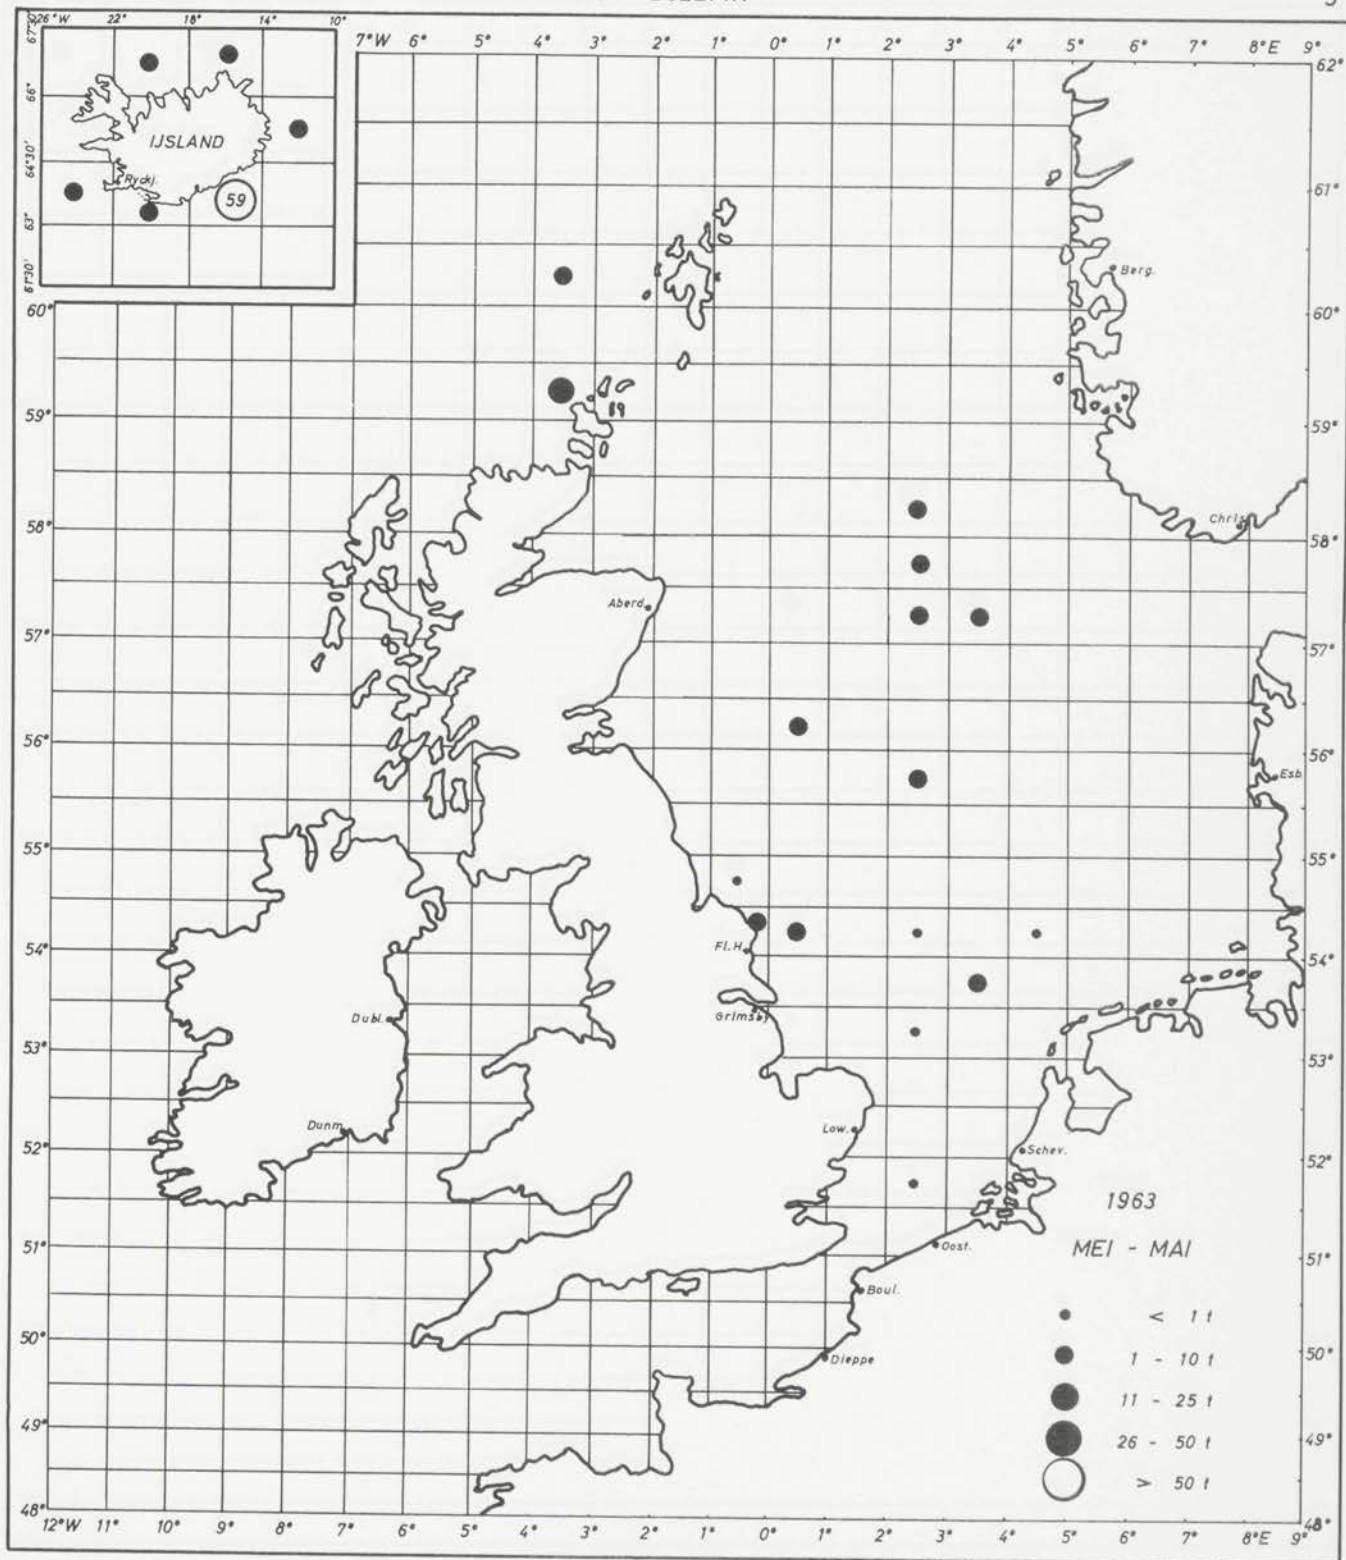 26°W 22° 18° 14° 10°
66°
64°30'
63°
61°30'
IJSLAND
Ryckj.
59
7°W 6° 5° 4° 3° 2° 1° 0° 1° 2° 3° 4° 5° 6° 7° 8°E 9°
62°
61°
Berg.
60° 60°
59° 59°
Chris
58° 58°
Aberd.
57° 57°
56° 56°
Esb.
55° 55°
54° Fl.H. 54°
Dubl. Grimsby
53° 53°
Dunm. Low.
52° Schev. 52°
1963
51° Oost. MEI - MAI 51°
Boul.
< 1 t
50° Dieppe 1 - 10 t 50°
11 - 25 t
49° 26 - 50 t 49°
> 50 t
48° 48°
12°W 11° 10° 9° 8° 7° 6° 5° 4° 3° 2° 1° 0° 1° 2° 3° 4° 5° 6° 7° 8°E 9°